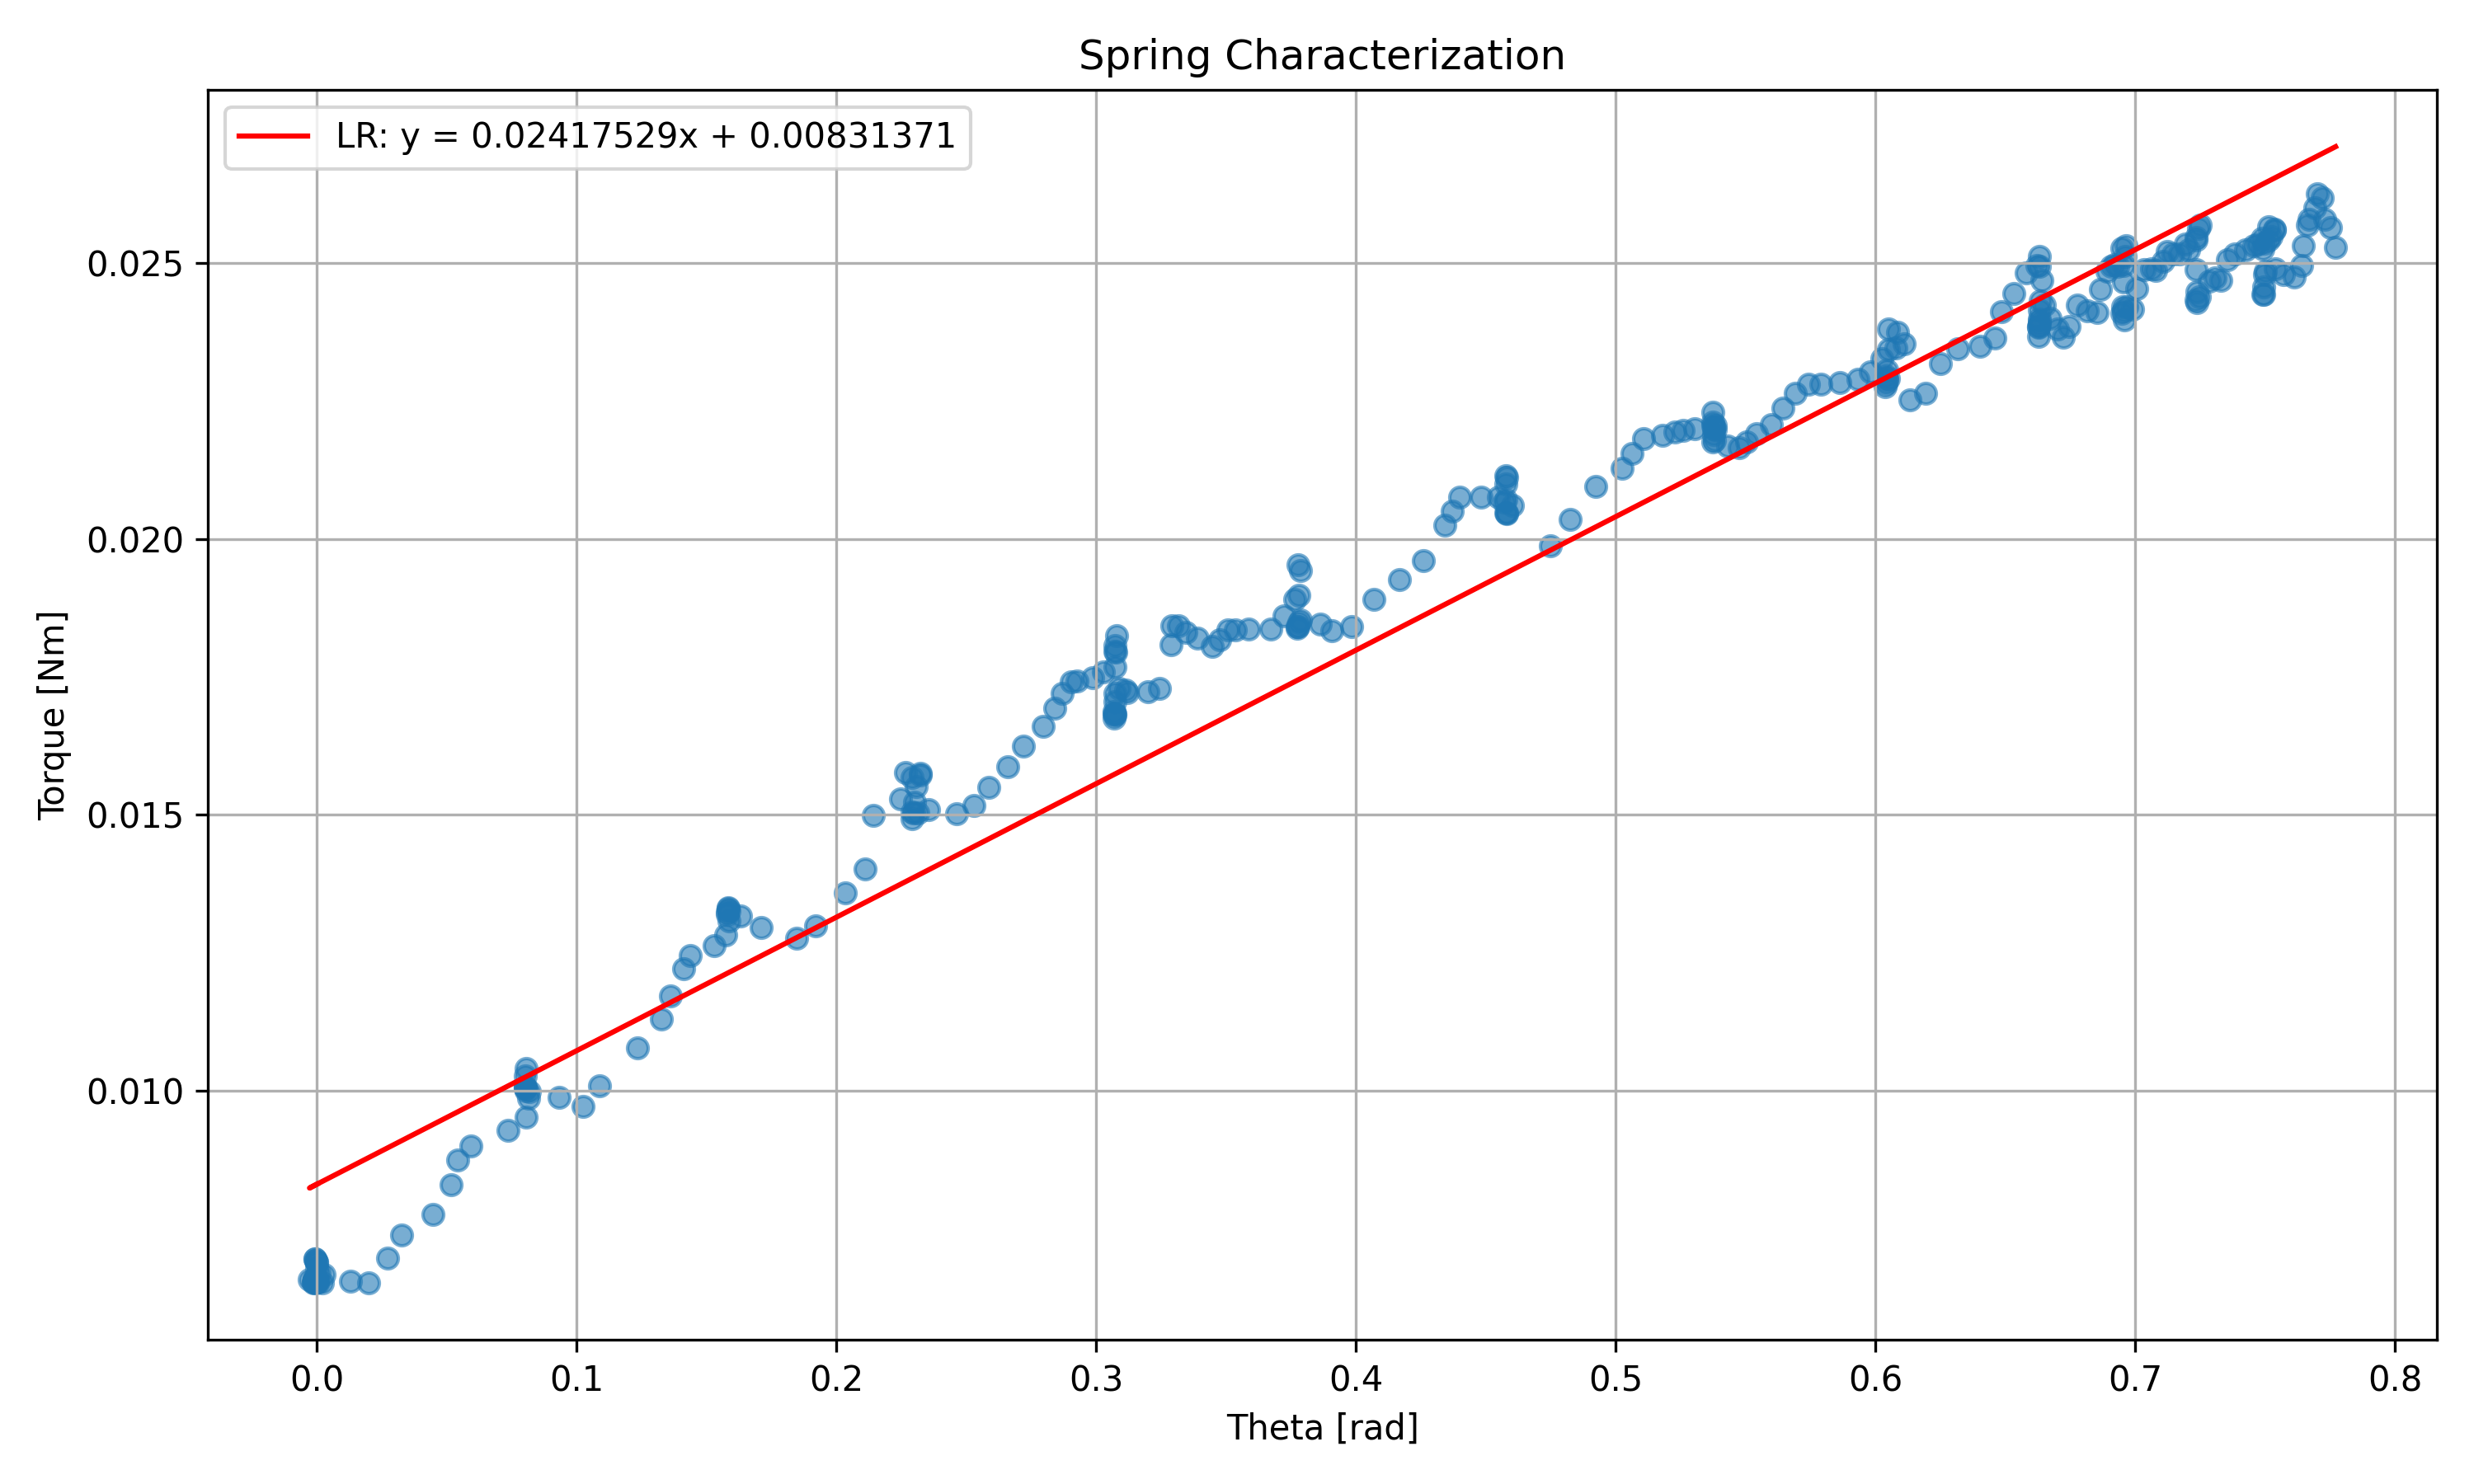 Spring Characterization
LR: y = 0.02417529x + 0.00831371
0.025
0.020
0.015
0.010
Torque [Nm]
0.0 0.1 0.2 0.3 0.4 0.5 0.6 0.7 0.8
Theta [rad]